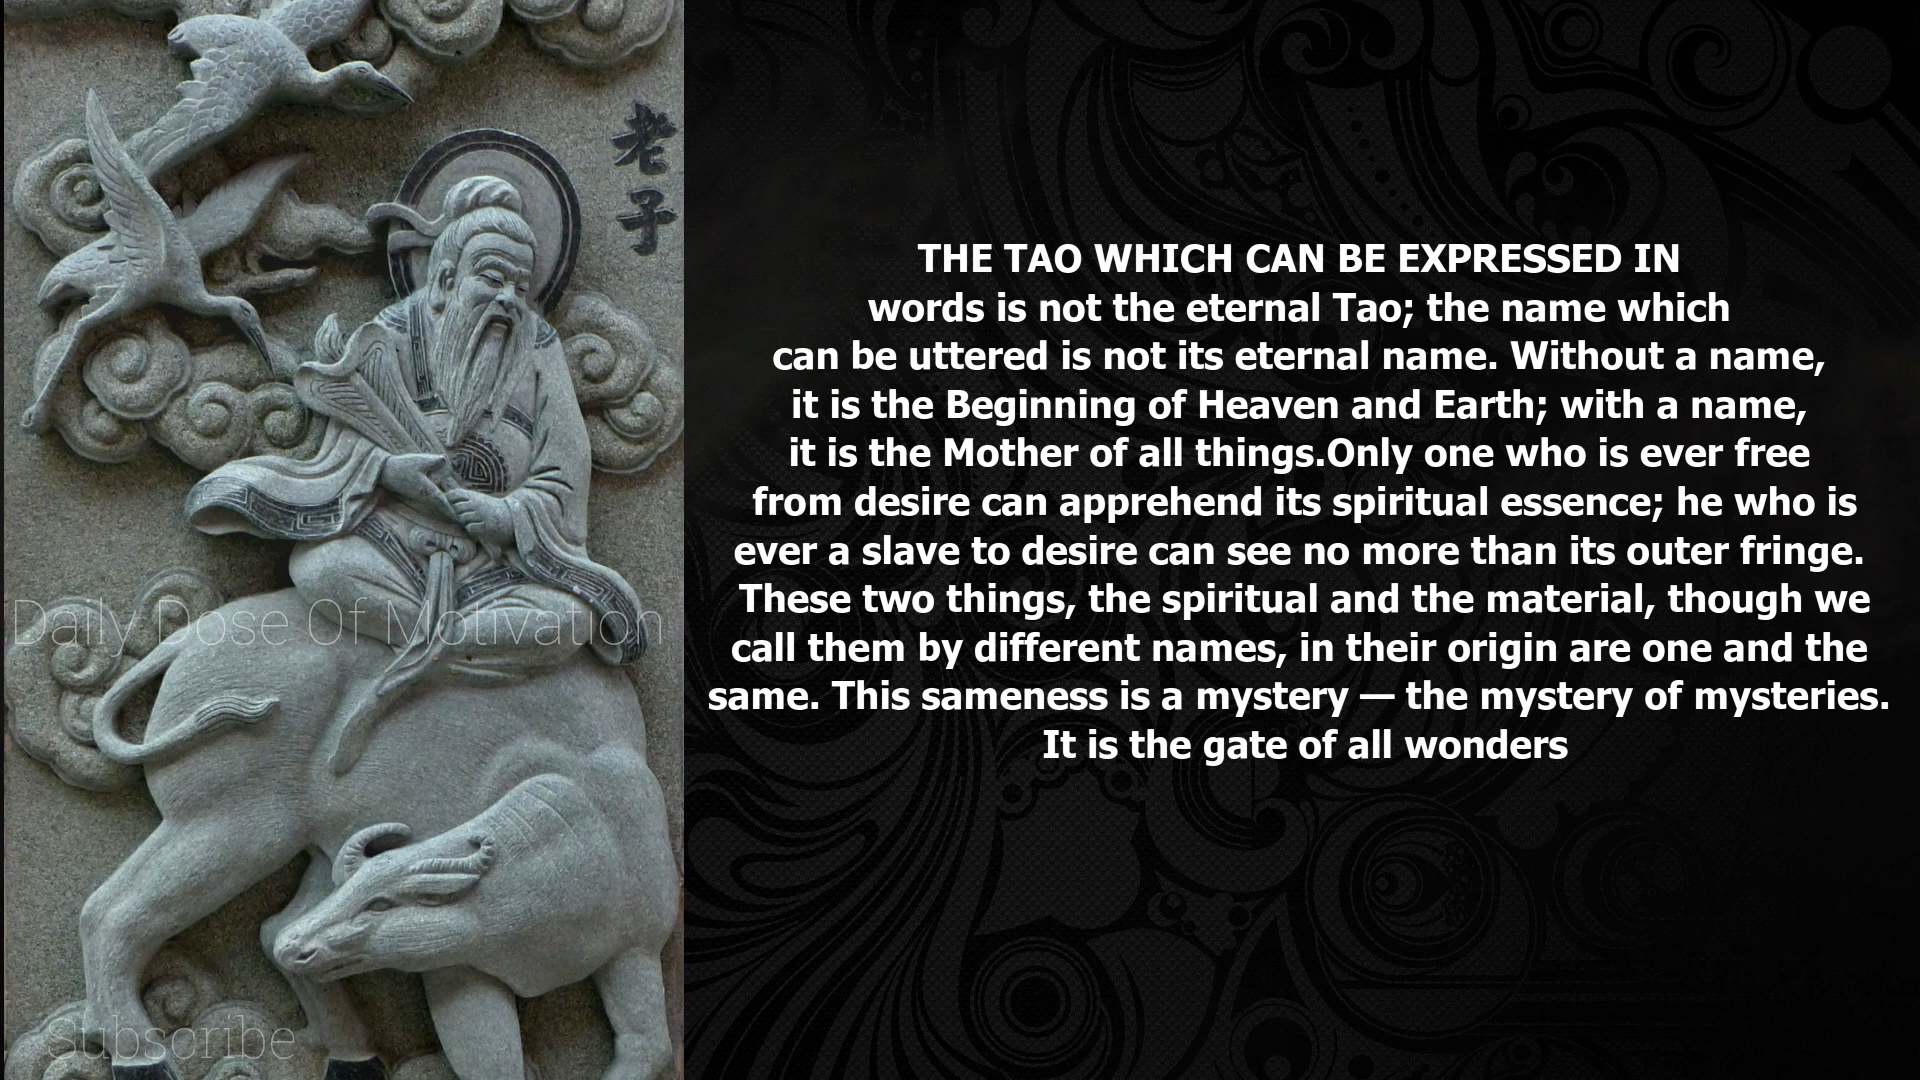 老子
THE TAO WHICH CAN BE EXPRESSED IN
words is not the eternal Tao; the name which
can be uttered is not its eternal name. Without a name,
it is the Beginning of Heaven and Earth; with a name,
it is the Mother of all things.Only one who is ever free
from desire can apprehend its spiritual essence; he who is
ever a slave to desire can see no more than its outer fringe.
These two things, the spiritual and the material, though we
call them by different names, in their origin are one and the
same. This sameness is a mystery — the mystery of mysteries.
It is the gate of all wonders
Daily Dose Of Motivation
Subsoribe